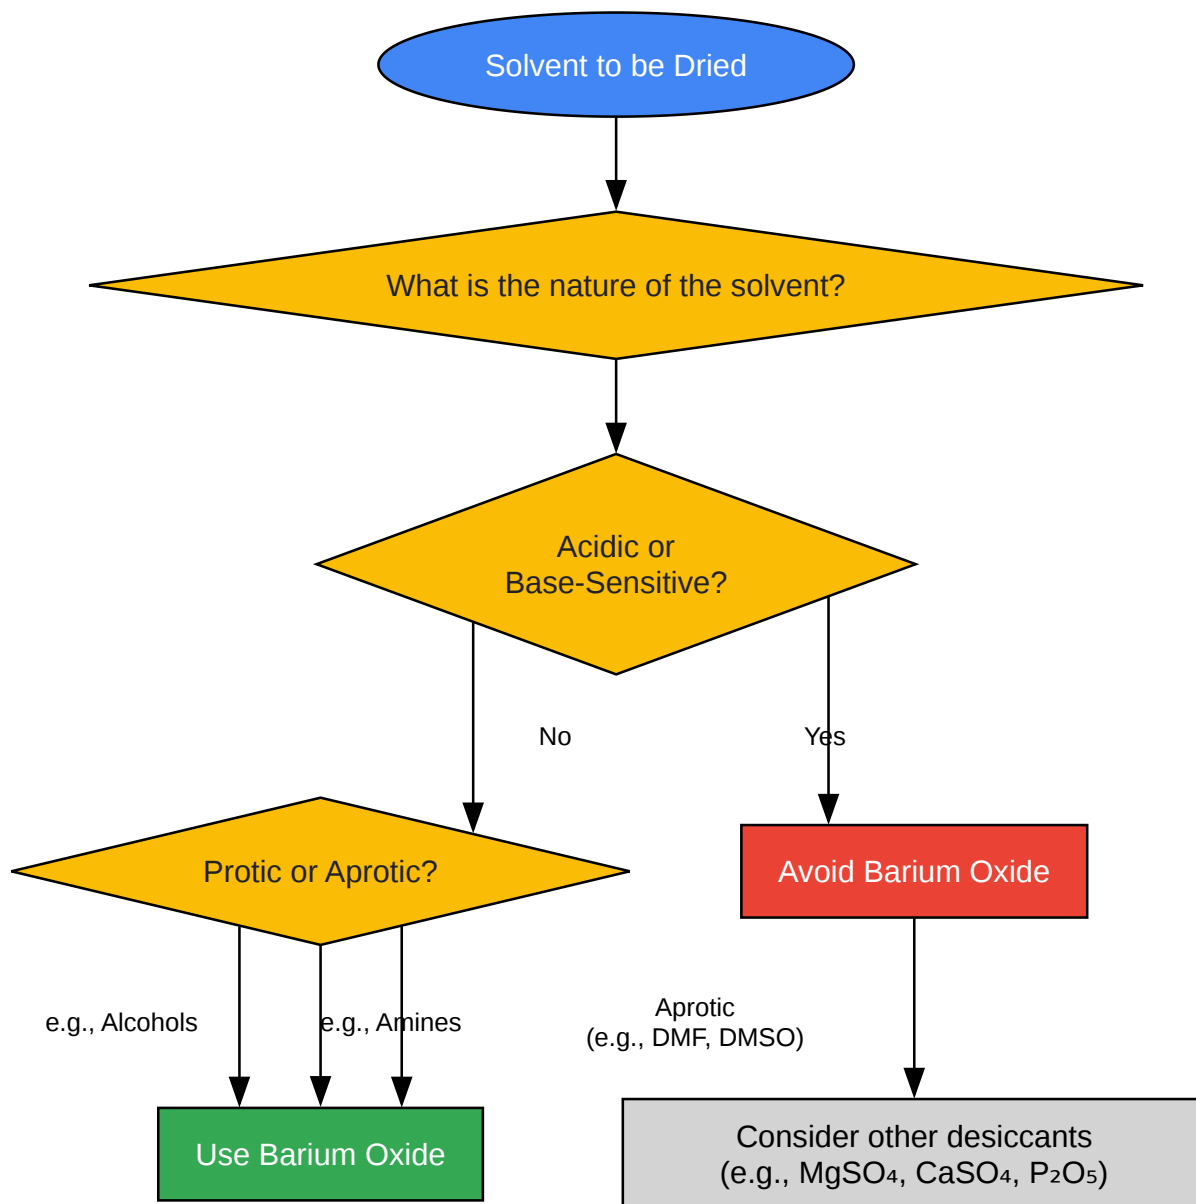 Solvent to be Dried
What is the nature of the solvent?
Acidic or
Base-Sensitive?
No
Yes
Protic or Aprotic?
Avoid Barium Oxide
e.g., Alcohols
e.g., Amines
Aprotic
(e.g., DMF, DMSO)
Use Barium Oxide
Consider other desiccants
(e.g., MgSO₄, CaSO₄, P₂O₅)